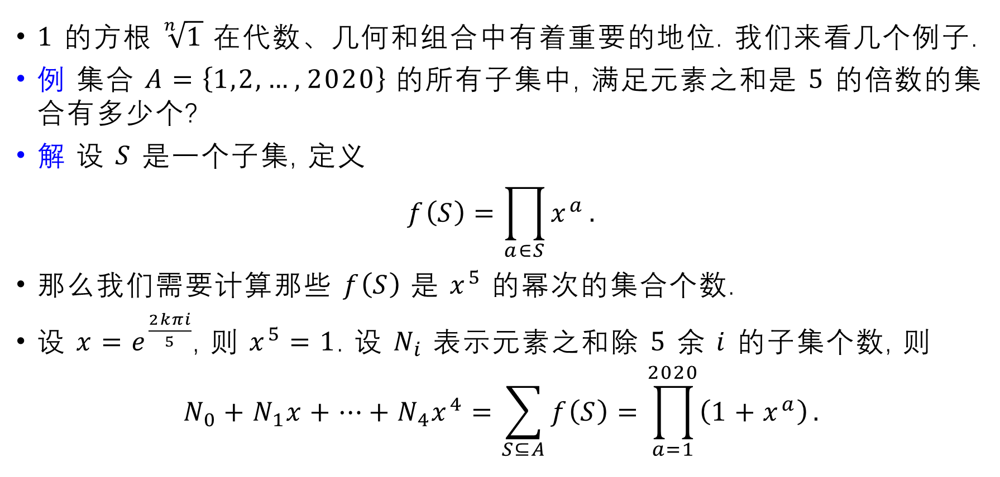 • 1 的方根 $\sqrt[n]{1}$ 在代数、几何和组合中有着重要的地位. 我们来看几个例子.
• 例 集合 $A = \{1,2,\ldots,2020\}$ 的所有子集中, 满足元素之和是 5 的倍数的集
合有多少个?
• 解 设 $S$ 是一个子集, 定义
$f(S) = \prod_{a \in S} x^a.$
• 那么我们需要计算那些 $f(S)$ 是 $x^5$ 的幂次的集合个数.
• 设 $x = e^{\frac{2k\pi i}{5}}$, 则 $x^5 = 1$. 设 $N_i$ 表示元素之和除 5 余 $i$ 的子集个数, 则
$N_0 + N_1 x + \cdots + N_4 x^4 = \sum_{S \subseteq A} f(S) = \prod_{a=1}^{2020} (1 + x^a).$